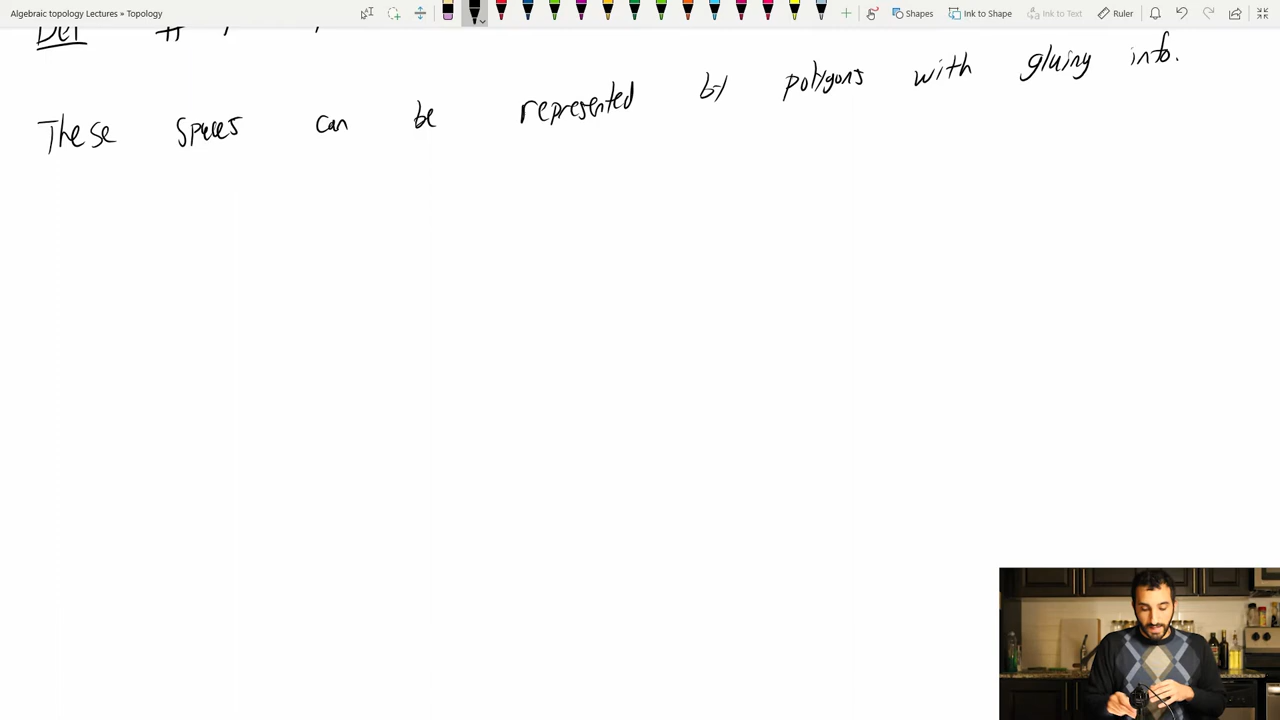 Algebraic topology Lectures » Topology
Shapes
Ink to Shape
Ink to Text
Ruler
Def #
These spaces can be represented by polygons with gluing info.